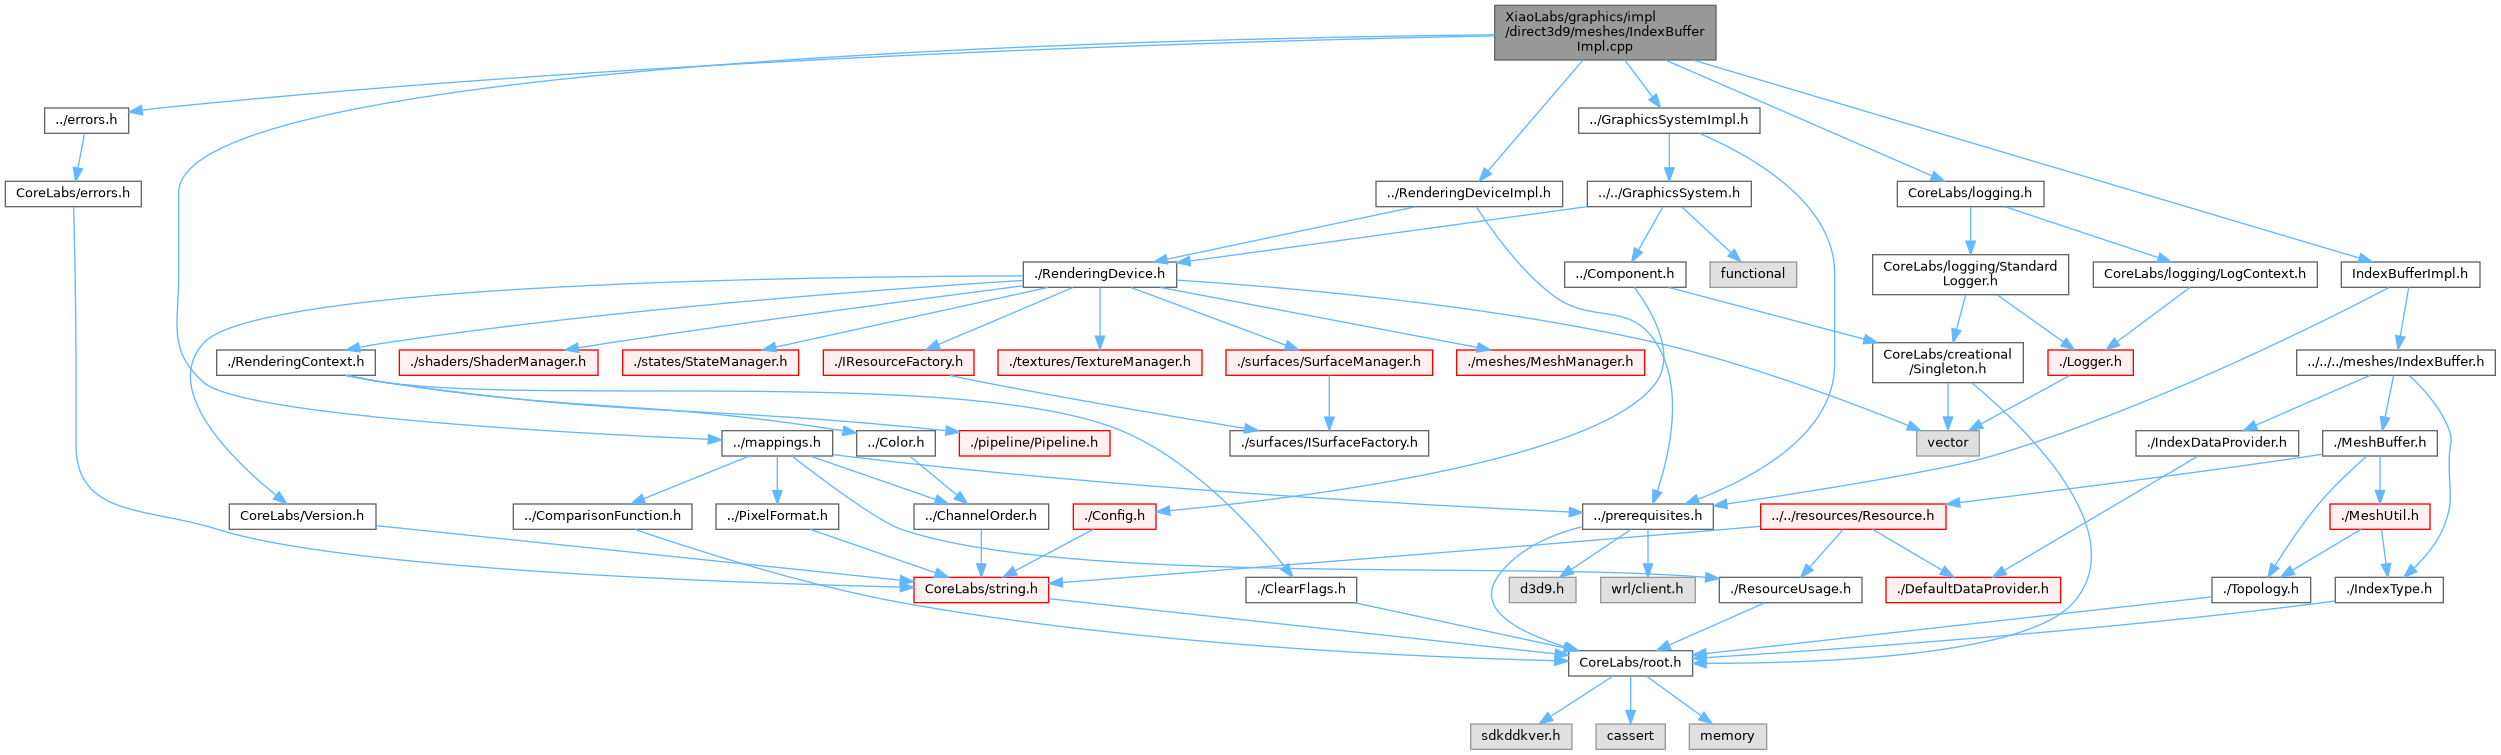 XiaoLabs/graphics/impl
/direct3d9/meshes/IndexBuffer
Impl.cpp
../errors.h
../GraphicsSystemImpl.h
CoreLabs/errors.h
../RenderingDeviceImpl.h
../../GraphicsSystem.h
CoreLabs/logging.h
./RenderingDevice.h
../Component.h
functional
CoreLabs/logging/Standard
Logger.h
CoreLabs/logging/LogContext.h
IndexBufferImpl.h
./RenderingContext.h
./shaders/ShaderManager.h
./states/StateManager.h
./IResourceFactory.h
./textures/TextureManager.h
./surfaces/SurfaceManager.h
./meshes/MeshManager.h
CoreLabs/creational
/Singleton.h
./Logger.h
../../../meshes/IndexBuffer.h
../mappings.h
../Color.h
./pipeline/Pipeline.h
./surfaces/ISurfaceFactory.h
vector
./IndexDataProvider.h
./MeshBuffer.h
CoreLabs/Version.h
../ComparisonFunction.h
../PixelFormat.h
../ChannelOrder.h
./Config.h
../prerequisites.h
../../resources/Resource.h
./MeshUtil.h
CoreLabs/string.h
./ClearFlags.h
d3d9.h
wrl/client.h
./ResourceUsage.h
./DefaultDataProvider.h
./Topology.h
./IndexType.h
CoreLabs/root.h
sdkddkver.h
cassert
memory